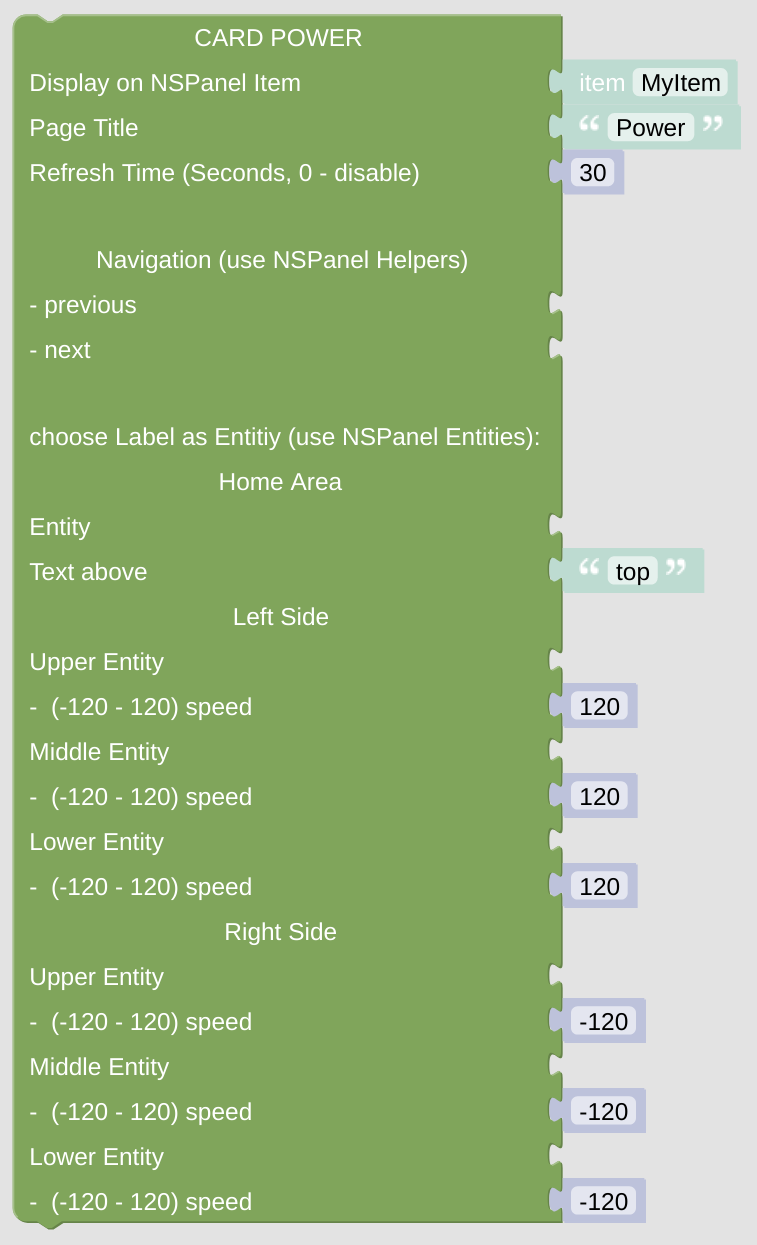 CARD POWER
Display on NSPanel Item item MyItem
Page Title “ Power ”
Refresh Time (Seconds, 0 - disable) 30
Navigation (use NSPanel Helpers)
- previous
- next
choose Label as Entitiy (use NSPanel Entities):
Home Area
Entity
Text above “ top ”
Left Side
Upper Entity
- (-120 - 120) speed 120
Middle Entity
- (-120 - 120) speed 120
Lower Entity
- (-120 - 120) speed 120
Right Side
Upper Entity
- (-120 - 120) speed -120
Middle Entity
- (-120 - 120) speed -120
Lower Entity
- (-120 - 120) speed -120